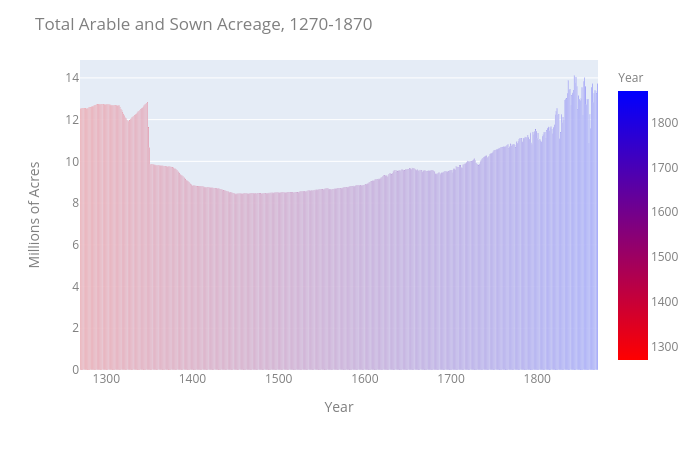 Total Arable and Sown Acreage, 1270-1870
Year
14
12
10
8
6
4
2
0
Millions of Acres
1300 1400 1500 1600 1700 1800
Year
1800
1700
1600
1500
1400
1300